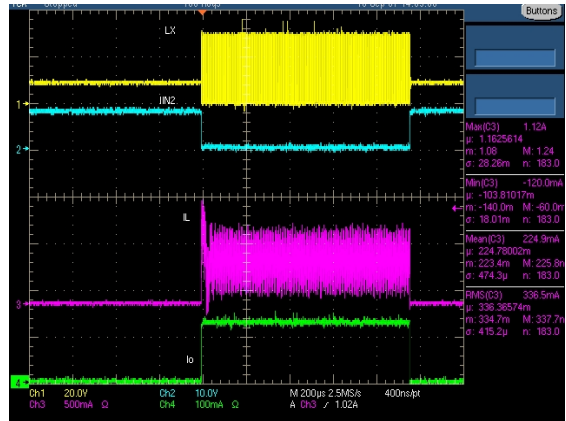 Buttons
LX
1
IIN2
2
Max(C3) 1.12A
µ: 1.1625614
m: 1.08 M: 1.24
σ: 28.26m n: 183.0
Min(C3) -120.0mA
µ: -103.81017m
m: -140.0m M: -60.0m
σ: 18.01m n: 183.0
IL
Mean(C3) 224.9mA
µ: 224.78002m
m: 223.4m M: 225.8m
σ: 474.3µ n: 183.0
3
RMS(C3) 336.5mA
µ: 336.36574m
m: 334.7m M: 337.7m
σ: 415.2µ n: 183.0
Io
4
Ch1 20.0V Ch2 10.0V M 200µs 2.5MS/s 400ns/pt
Ch3 500mA Ω Ch4 100mA Ω A Ch3 ∕ 1.02A